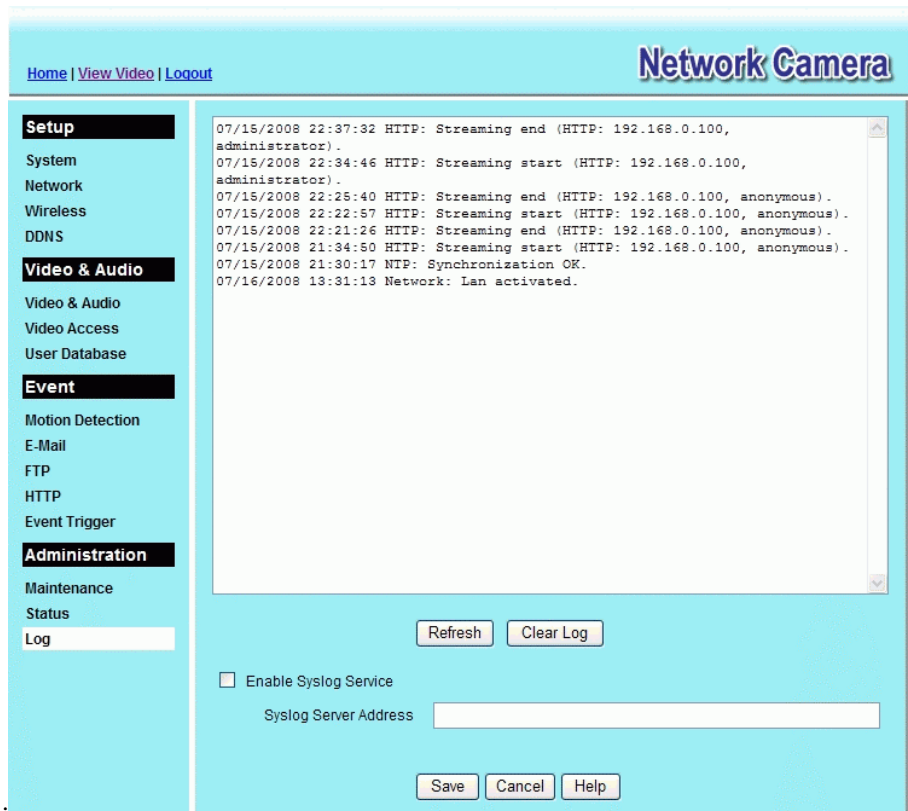 Home | View Video | Logout
Network Camera
Setup
System
Network
Wireless
DDNS
Video & Audio
Video & Audio
Video Access
User Database
Event
Motion Detection
E-Mail
FTP
HTTP
Event Trigger
Administration
Maintenance
Status
Log
07/15/2008 22:37:32 HTTP: Streaming end (HTTP: 192.168.0.100,
administrator).
07/15/2008 22:34:46 HTTP: Streaming start (HTTP: 192.168.0.100,
administrator).
07/15/2008 22:25:40 HTTP: Streaming end (HTTP: 192.168.0.100, anonymous).
07/15/2008 22:22:57 HTTP: Streaming start (HTTP: 192.168.0.100, anonymous).
07/15/2008 22:21:26 HTTP: Streaming end (HTTP: 192.168.0.100, anonymous).
07/15/2008 21:34:50 HTTP: Streaming start (HTTP: 192.168.0.100, anonymous).
07/15/2008 21:30:17 NTP: Synchronization OK.
07/16/2008 13:31:13 Network: Lan activated.
Refresh Clear Log
Enable Syslog Service
Syslog Server Address
Save Cancel Help
.